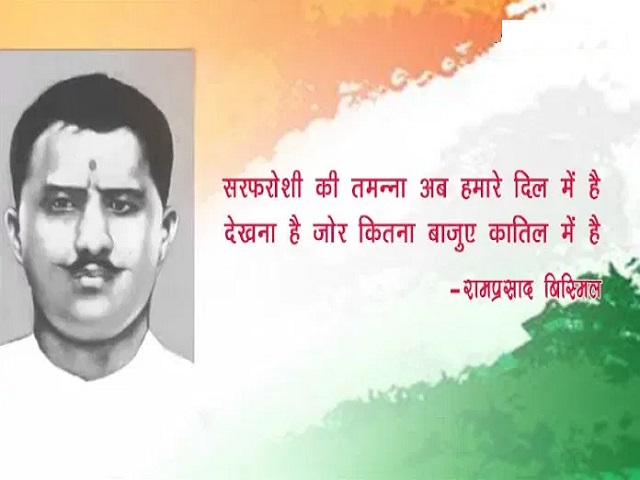 सरफरोशी की तमन्ना अब हमारे दिल में है
देखना है जोर कितना बाजुए कातिल में है
-रामप्रसाद बिस्मिल